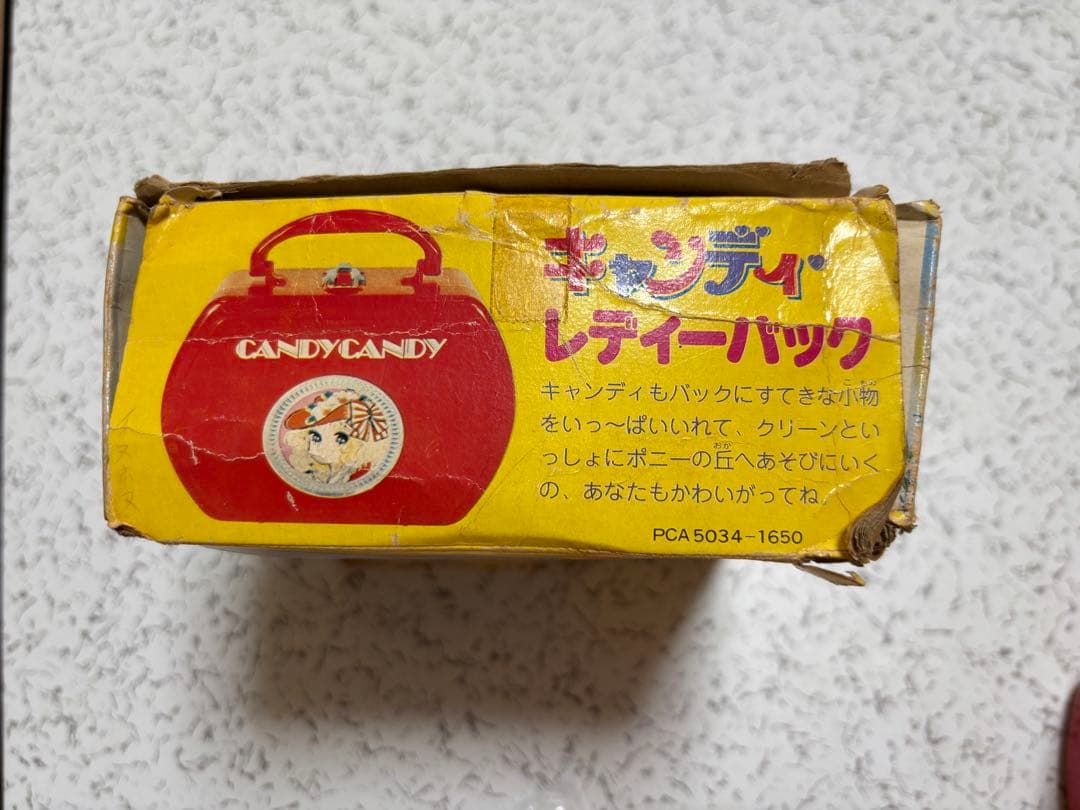 CANDYCANDY
キャンディ・
レディーバック
キャンディもバックにすてきな小物
をいっ〜ぱいいれて、クリーンとい
っしょにポニーの丘へあそびにいく
の、あなたもかわいがってね。
PCA5034-1650